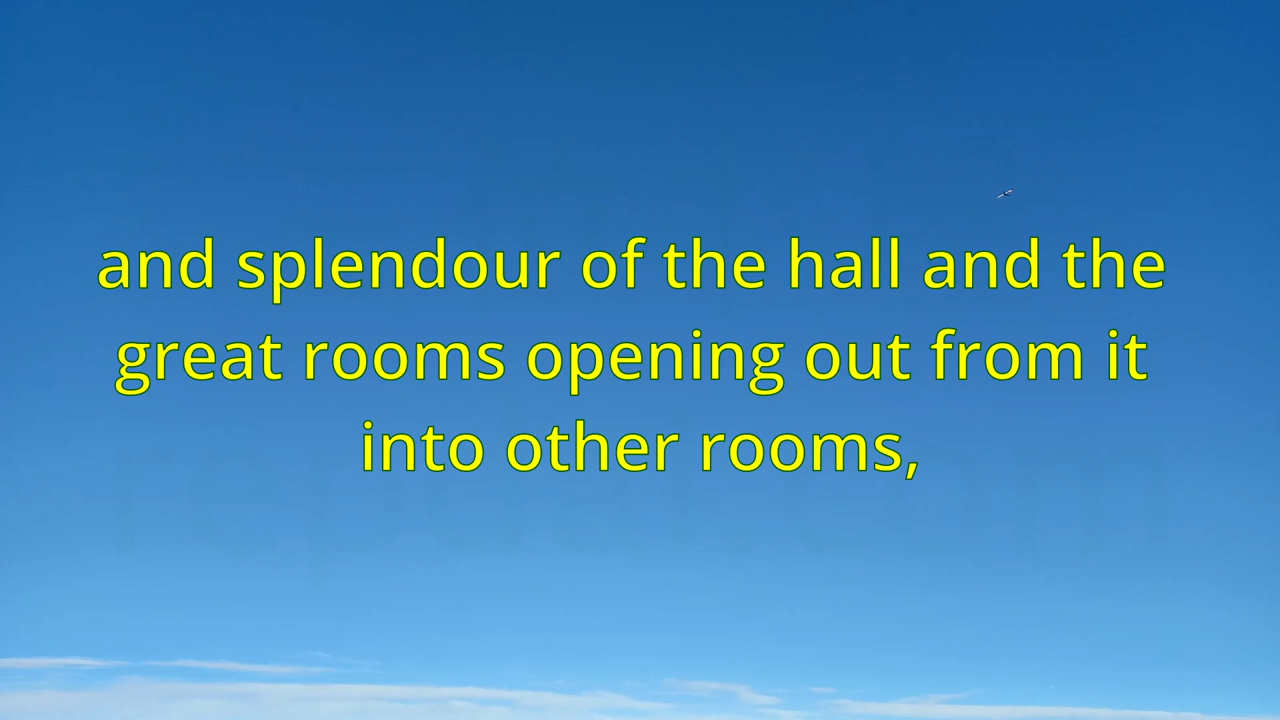 and splendour of the hall and the
great rooms opening out from it
into other rooms,